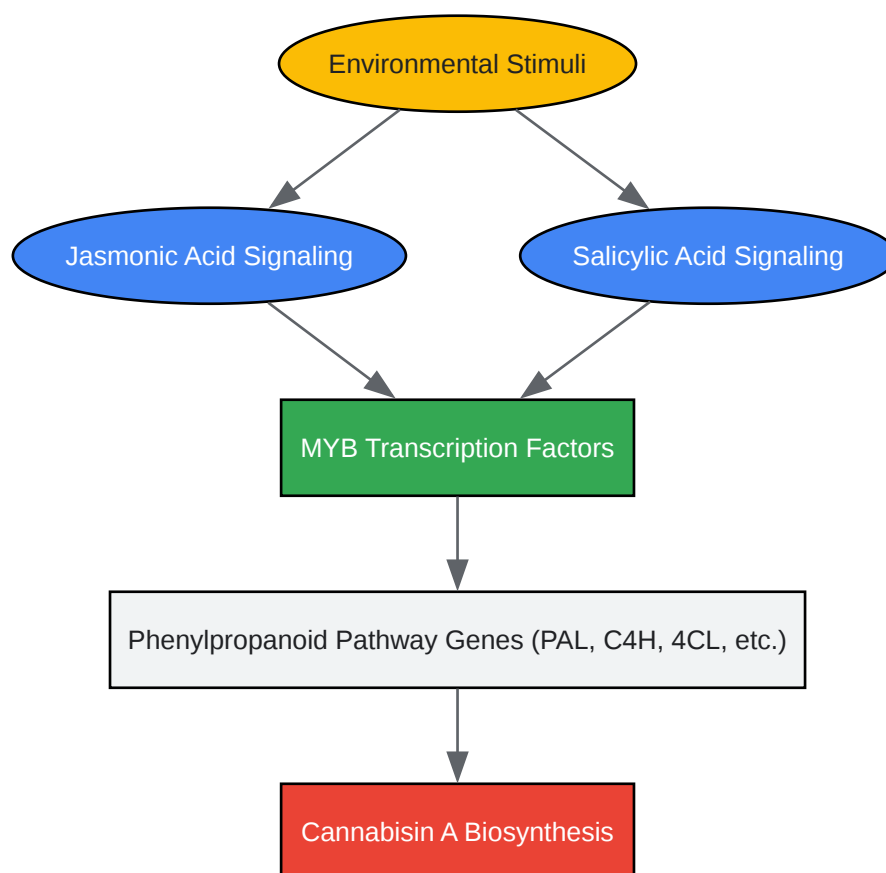 Environmental Stimuli
Jasmonic Acid Signaling
Salicylic Acid Signaling
MYB Transcription Factors
Phenylpropanoid Pathway Genes (PAL, C4H, 4CL, etc.)
Cannabisin A Biosynthesis